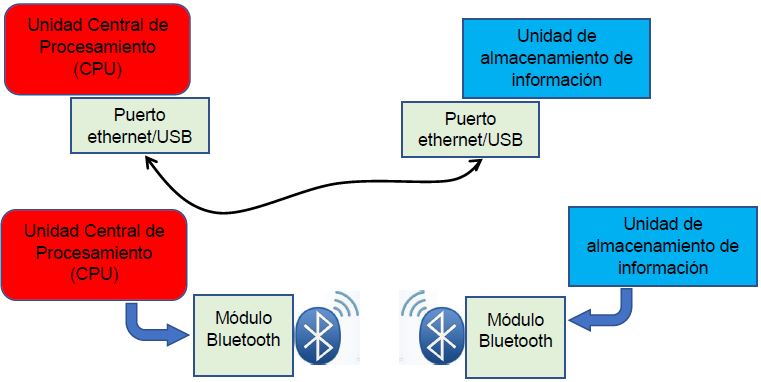 Unidad Central de
Procesamiento
(CPU)
Unidad de
almacenamiento de
información
Puerto
ethernet/USB
Puerto
ethernet/USB
Unidad Central de
Procesamiento
(CPU)
Unidad de
almacenamiento de
información
Módulo
Bluetooth
Módulo
Bluetooth